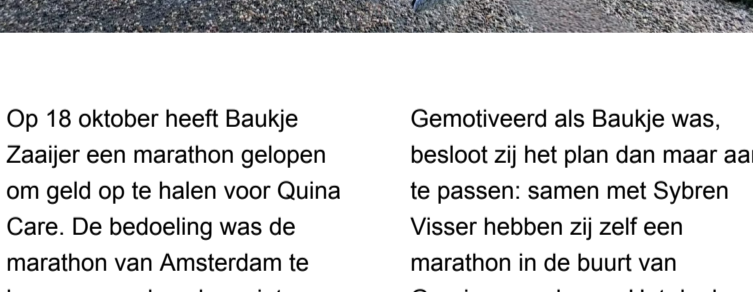 Op 18 oktober heeft Baukje
Zaaijer een marathon gelopen
om geld op te halen voor Quina
Care. De bedoeling was de
marathon van Amsterdam te
Gemotiveerd als Baukje was,
besloot zij het plan dan maar aan
te passen: samen met Sybren
Visser hebben zij zelf een
marathon in de buurt van